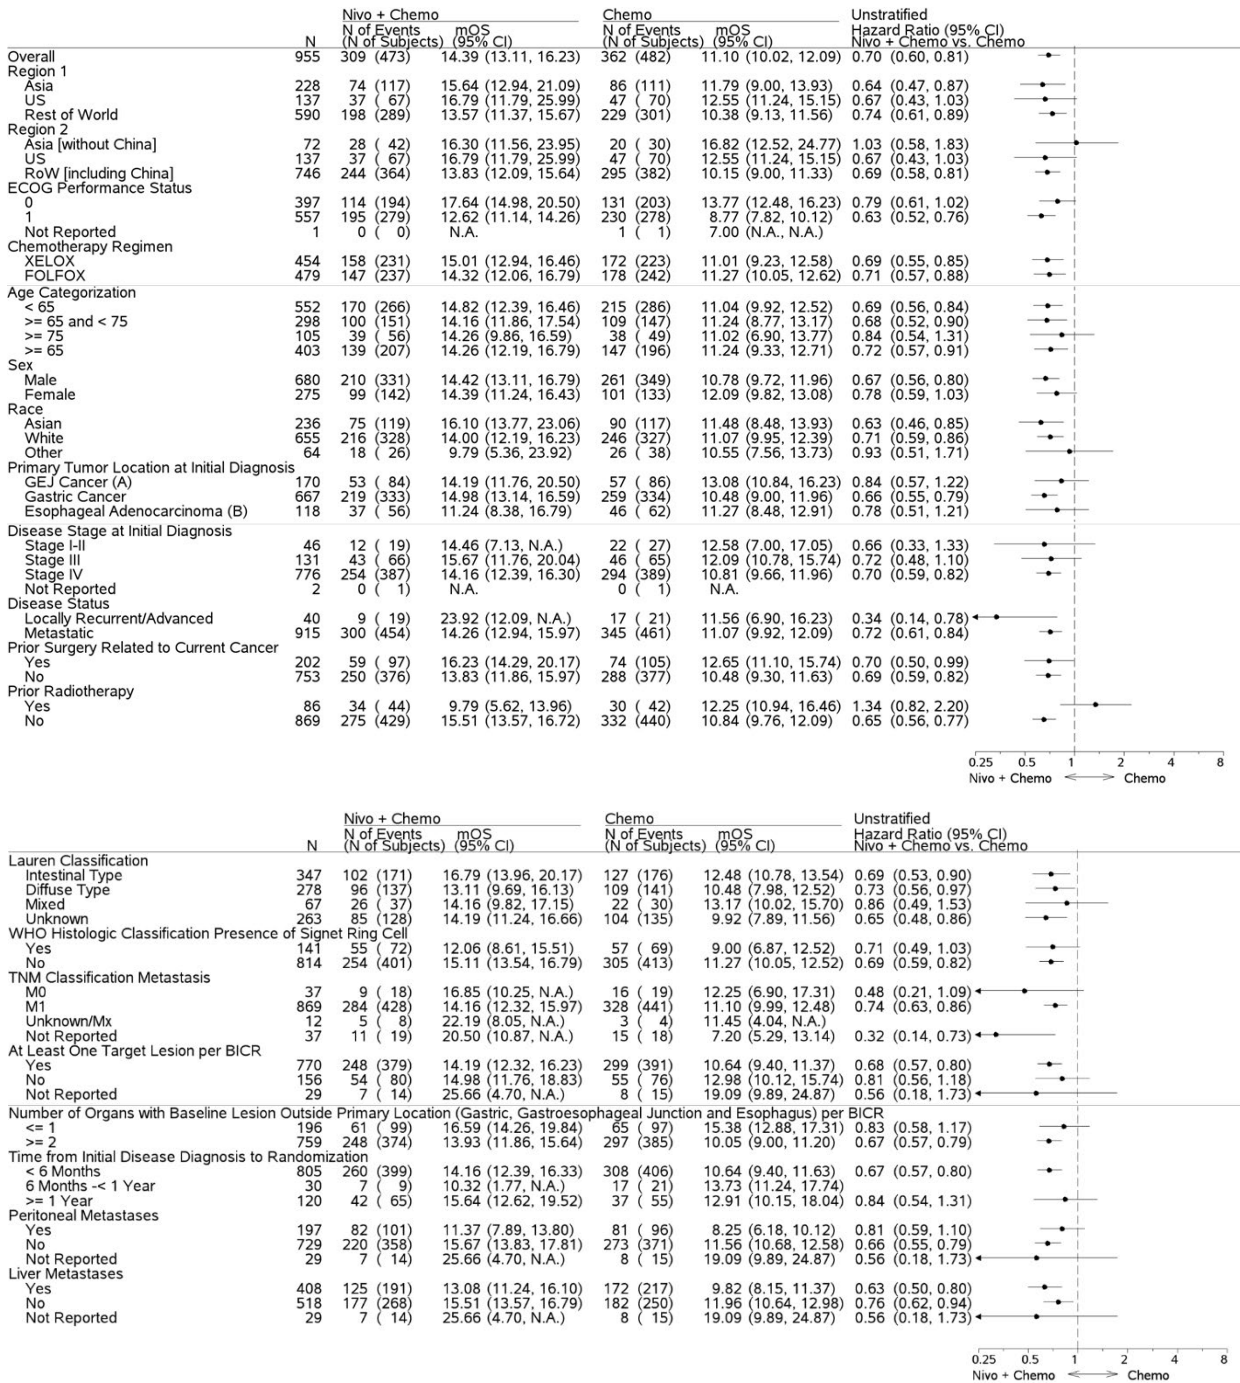 Nivo + Chemo Chemo Unstratified
N of Events mOS N of Events mOS Hazard Ratio (95% CI)
N (N of Subjects) (95% CI) (N of Subjects) (95% CI) Nivo + Chemo vs. Chemo
Overall 955 309 (473) 14.39 (13.11, 16.23) 362 (482) 11.10 (10.02, 12.09) 0.70 (0.60, 0.81)
Region 1
Asia 228 74 (117) 15.64 (12.94, 21.09) 86 (111) 11.79 (9.00, 13.93) 0.64 (0.47, 0.87)
US 137 37 ( 67) 16.79 (11.79, 25.99) 47 ( 70) 12.55 (11.24, 15.15) 0.67 (0.43, 1.03)
Rest of World 590 198 (289) 13.57 (11.37, 15.67) 229 (301) 10.38 (9.13, 11.56) 0.74 (0.61, 0.89)
Region 2
Asia [without China] 72 28 ( 42) 16.30 (11.56, 23.95) 20 ( 30) 16.82 (12.52, 24.77) 1.03 (0.58, 1.83)
US 137 37 ( 67) 16.79 (11.79, 25.99) 47 ( 70) 12.55 (11.24, 15.15) 0.67 (0.43, 1.03)
RoW [including China] 746 244 (364) 13.83 (12.09, 15.64) 295 (382) 10.15 (9.00, 11.33) 0.69 (0.58, 0.81)
ECOG Performance Status
0 397 114 (194) 17.64 (14.98, 20.50) 131 (203) 13.77 (12.48, 16.23) 0.79 (0.61, 1.02)
1 557 195 (279) 12.62 (11.14, 14.26) 230 (278) 8.77 (7.82, 10.12) 0.63 (0.52, 0.76)
Not Reported 1 0 ( 0) N.A. 1 ( 1) 7.00 (N.A., N.A.)
Chemotherapy Regimen
XELOX 454 158 (231) 15.01 (12.94, 16.46) 172 (223) 11.01 (9.23, 12.58) 0.69 (0.55, 0.85)
FOLFOX 479 147 (237) 14.32 (12.06, 16.79) 178 (242) 11.27 (10.05, 12.62) 0.71 (0.57, 0.88)
Age Categorization
< 65 552 170 (266) 14.82 (12.39, 16.46) 215 (286) 11.04 (9.92, 12.52) 0.69 (0.56, 0.84)
>= 65 and < 75 298 100 (151) 14.16 (11.86, 17.54) 109 (147) 11.24 (8.77, 13.17) 0.68 (0.52, 0.90)
>= 75 105 39 ( 56) 14.26 (9.86, 16.59) 38 ( 49) 11.02 (6.90, 13.77) 0.84 (0.54, 1.31)
>= 65 403 139 (207) 14.26 (12.19, 16.79) 147 (196) 11.24 (9.33, 12.71) 0.72 (0.57, 0.91)
Sex
Male 680 210 (331) 14.42 (13.11, 16.79) 261 (349) 10.78 (9.72, 11.96) 0.67 (0.56, 0.80)
Female 275 99 (142) 14.39 (11.24, 16.43) 101 (133) 12.09 (9.82, 13.08) 0.78 (0.59, 1.03)
Race
Asian 236 75 (119) 16.10 (13.77, 23.06) 90 (117) 11.48 (8.48, 13.93) 0.63 (0.46, 0.85)
White 655 216 (328) 14.00 (12.19, 16.23) 246 (327) 11.07 (9.95, 12.39) 0.71 (0.59, 0.86)
Other 64 18 ( 26) 9.79 (5.36, 23.92) 26 ( 38) 10.55 (7.56, 13.73) 0.93 (0.51, 1.71)
Primary Tumor Location at Initial Diagnosis
GEJ Cancer (A) 170 53 ( 84) 14.19 (11.76, 20.50) 57 ( 86) 13.08 (10.84, 16.23) 0.84 (0.57, 1.22)
Gastric Cancer 667 219 (333) 14.98 (13.14, 16.59) 259 (334) 10.48 (9.00, 11.96) 0.66 (0.55, 0.79)
Esophageal Adenocarcinoma (B) 118 37 ( 56) 11.24 (8.38, 16.79) 46 ( 62) 11.27 (8.48, 12.91) 0.78 (0.51, 1.21)
Disease Stage at Initial Diagnosis
Stage I-II 46 12 ( 19) 14.46 (7.13, N.A.) 22 ( 27) 12.58 (7.00, 17.05) 0.66 (0.33, 1.33)
Stage III 131 43 ( 66) 15.67 (11.76, 20.04) 46 ( 65) 12.09 (10.78, 15.74) 0.72 (0.48, 1.10)
Stage IV 776 254 (387) 14.16 (12.39, 16.30) 294 (389) 10.81 (9.66, 11.96) 0.70 (0.59, 0.82)
Not Reported 2 0 ( 1) N.A. 0 ( 1) N.A.
Disease Status
Locally Recurrent/Advanced 40 9 ( 19) 23.92 (12.09, N.A.) 17 ( 21) 11.56 (6.90, 16.23) 0.34 (0.14, 0.78)
Metastatic 915 300 (454) 14.26 (12.94, 15.97) 345 (461) 11.07 (9.92, 12.09) 0.72 (0.61, 0.84)
Prior Surgery Related to Current Cancer
Yes 202 59 ( 97) 16.23 (14.29, 20.17) 74 (105) 12.65 (11.10, 15.74) 0.70 (0.50, 0.99)
No 753 250 (376) 13.83 (11.86, 15.97) 288 (377) 10.48 (9.30, 11.63) 0.69 (0.59, 0.82)
Prior Radiotherapy
Yes 86 34 ( 44) 9.79 (5.62, 13.96) 30 ( 42) 12.25 (10.94, 16.46) 1.34 (0.82, 2.20)
No 869 275 (429) 15.51 (13.57, 16.72) 332 (440) 10.84 (9.76, 12.09) 0.65 (0.56, 0.77)
0.25 0.5 1 2 4 8
Nivo + Chemo Chemo
Nivo + Chemo Chemo Unstratified
N of Events mOS N of Events mOS Hazard Ratio (95% CI)
N (N of Subjects) (95% CI) (N of Subjects) (95% CI) Nivo + Chemo vs. Chemo
Lauren Classification
Intestinal Type 347 102 (171) 16.79 (13.96, 20.17) 127 (176) 12.48 (10.78, 13.54) 0.69 (0.53, 0.90)
Diffuse Type 278 96 (137) 13.11 (9.69, 16.13) 109 (141) 10.48 (7.98, 12.52) 0.73 (0.56, 0.97)
Mixed 67 26 ( 37) 14.16 (9.82, 17.15) 22 ( 30) 13.17 (10.02, 15.70) 0.86 (0.49, 1.53)
Unknown 263 85 (128) 14.19 (11.24, 16.66) 104 (135) 9.92 (7.89, 11.56) 0.65 (0.48, 0.86)
WHO Histologic Classification Presence of Signet Ring Cell
Yes 141 55 ( 72) 12.06 (8.61, 15.51) 57 ( 69) 9.00 (6.87, 12.52) 0.71 (0.49, 1.03)
No 814 254 (401) 15.11 (13.54, 16.79) 305 (413) 11.27 (10.05, 12.52) 0.69 (0.59, 0.82)
TNM Classification Metastasis
M0 37 9 ( 18) 16.85 (10.25, N.A.) 16 ( 19) 12.25 (6.90, 17.31) 0.48 (0.21, 1.09)
M1 869 284 (428) 14.16 (12.32, 15.97) 328 (441) 11.10 (9.99, 12.48) 0.74 (0.63, 0.86)
Unknown/Mx 12 5 ( 8) 22.19 (8.05, N.A.) 3 ( 4) 11.45 (4.04, N.A.)
Not Reported 37 11 ( 19) 20.50 (10.87, N.A.) 15 ( 18) 7.20 (5.29, 13.14) 0.32 (0.14, 0.73)
At Least One Target Lesion per BICR
Yes 770 248 (379) 14.19 (12.32, 16.23) 299 (391) 10.64 (9.40, 11.37) 0.68 (0.57, 0.80)
No 156 54 ( 80) 14.98 (11.76, 18.83) 55 ( 76) 12.98 (10.12, 15.74) 0.81 (0.56, 1.18)
Not Reported 29 7 ( 14) 25.66 (4.70, N.A.) 8 ( 15) 19.09 (9.89, 24.87) 0.56 (0.18, 1.73)
Number of Organs with Baseline Lesion Outside Primary Location (Gastric, Gastroesophageal Junction and Esophagus) per BICR
<= 1 196 61 ( 99) 16.59 (14.26, 19.84) 65 ( 97) 15.38 (12.88, 17.31) 0.83 (0.58, 1.17)
>= 2 759 248 (374) 13.93 (11.86, 15.64) 297 (385) 10.05 (9.00, 11.20) 0.67 (0.57, 0.79)
Time from Initial Disease Diagnosis to Randomization
< 6 Months 805 260 (399) 14.16 (12.39, 16.33) 308 (406) 10.64 (9.40, 11.63) 0.67 (0.57, 0.80)
6 Months -< 1 Year 30 7 ( 9) 10.32 (1.77, N.A.) 17 ( 21) 13.73 (11.24, 17.74)
>= 1 Year 120 42 ( 65) 15.64 (12.62, 19.52) 37 ( 55) 12.91 (10.15, 18.04) 0.84 (0.54, 1.31)
Peritoneal Metastases
Yes 197 82 (101) 11.37 (7.89, 13.80) 81 ( 96) 8.25 (6.18, 10.12) 0.81 (0.59, 1.10)
No 729 220 (358) 15.67 (13.83, 17.81) 273 (371) 11.56 (10.68, 12.58) 0.66 (0.55, 0.79)
Not Reported 29 7 ( 14) 25.66 (4.70, N.A.) 8 ( 15) 19.09 (9.89, 24.87) 0.56 (0.18, 1.73)
Liver Metastases
Yes 408 125 (191) 13.08 (11.24, 16.10) 172 (217) 9.82 (8.15, 11.37) 0.63 (0.50, 0.80)
No 518 177 (268) 15.51 (13.57, 16.79) 182 (250) 11.96 (10.64, 12.98) 0.76 (0.62, 0.94)
Not Reported 29 7 ( 14) 25.66 (4.70, N.A.) 8 ( 15) 19.09 (9.89, 24.87) 0.56 (0.18, 1.73)
0.25 0.5 1 2 4 8
Nivo + Chemo Chemo